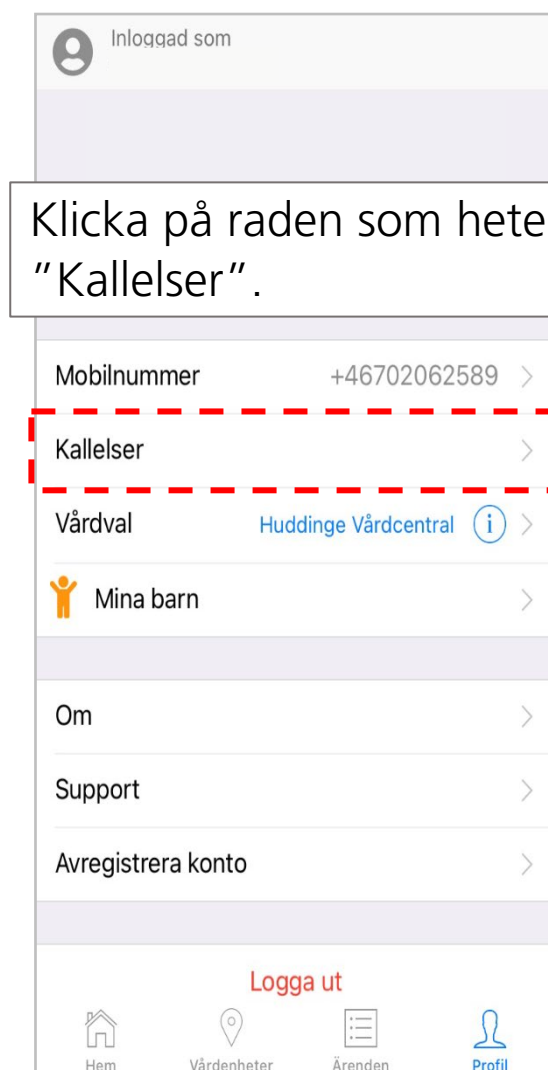 Inloggad som
Klicka på raden som hete
”Kallelser”.
Mobilnummer +46702062589
Kallelser
Vårdval Huddinge Vårdcentral i
Mina barn
Om
Support
Avregistrera konto
Logga ut
Hem Vårdenheter Ärenden Profil